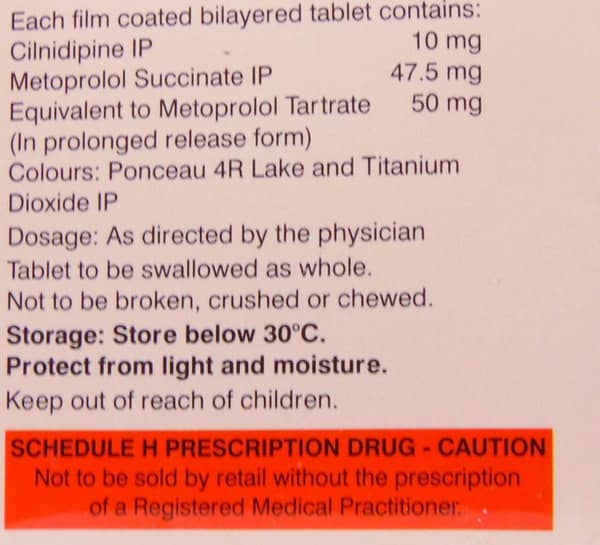 Each film coated bilayered tablet contains:
Cilnidipine IP 10 mg
Metoprolol Succinate IP 47.5 mg
Equivalent to Metoprolol Tartrate 50 mg
(In prolonged release form)
Colours: Ponceau 4R Lake and Titanium
Dioxide IP
Dosage: As directed by the physician
Tablet to be swallowed as whole.
Not to be broken, crushed or chewed.
Storage: Store below 30°C.
Protect from light and moisture.
Keep out of reach of children.
SCHEDULE H PRESCRIPTION DRUG - CAUTION
Not to be sold by retail without the prescription
of a Registered Medical Practitioner.